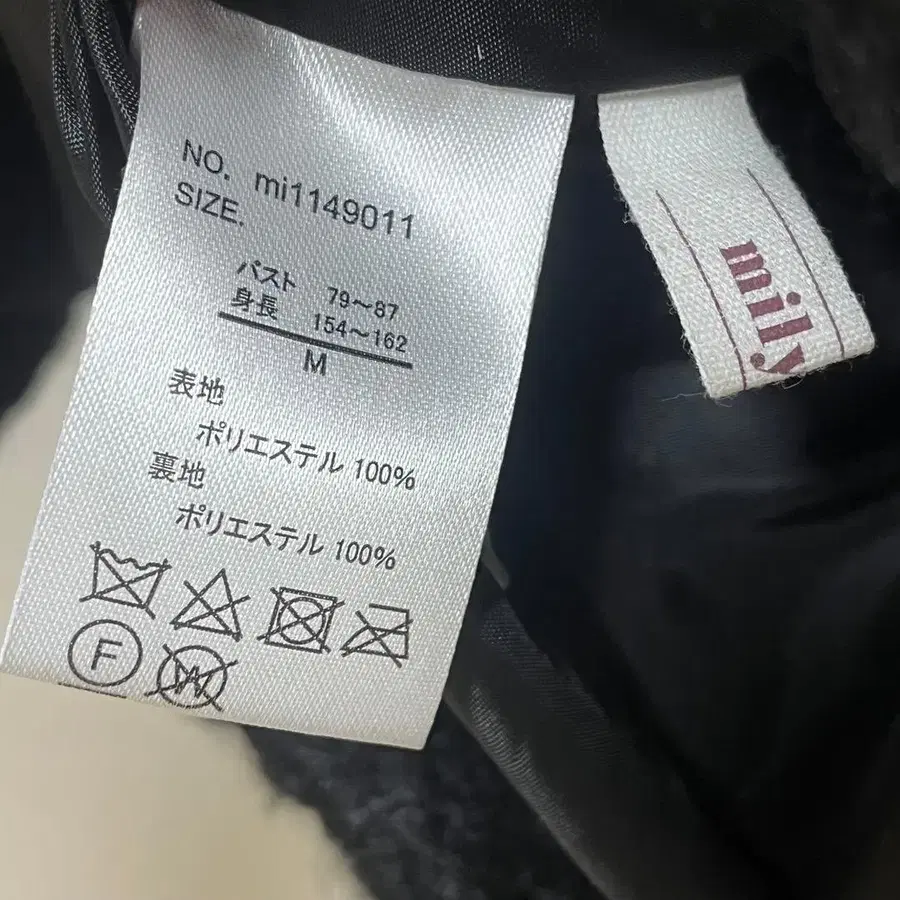 NO. mi1149011
SIZE.
バスト 79～87
身長 154～162
M
表地
ポリエステル 100%
裏地
ポリエステル 100%
F
W
mily